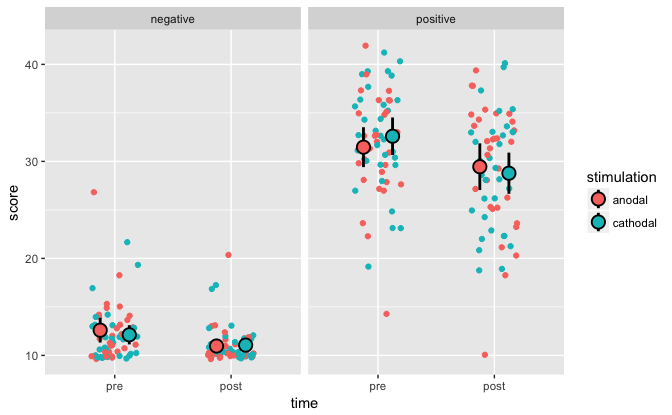 negative positive
40
30
20
10
score
pre post pre post
time
stimulation
anodal
cathodal